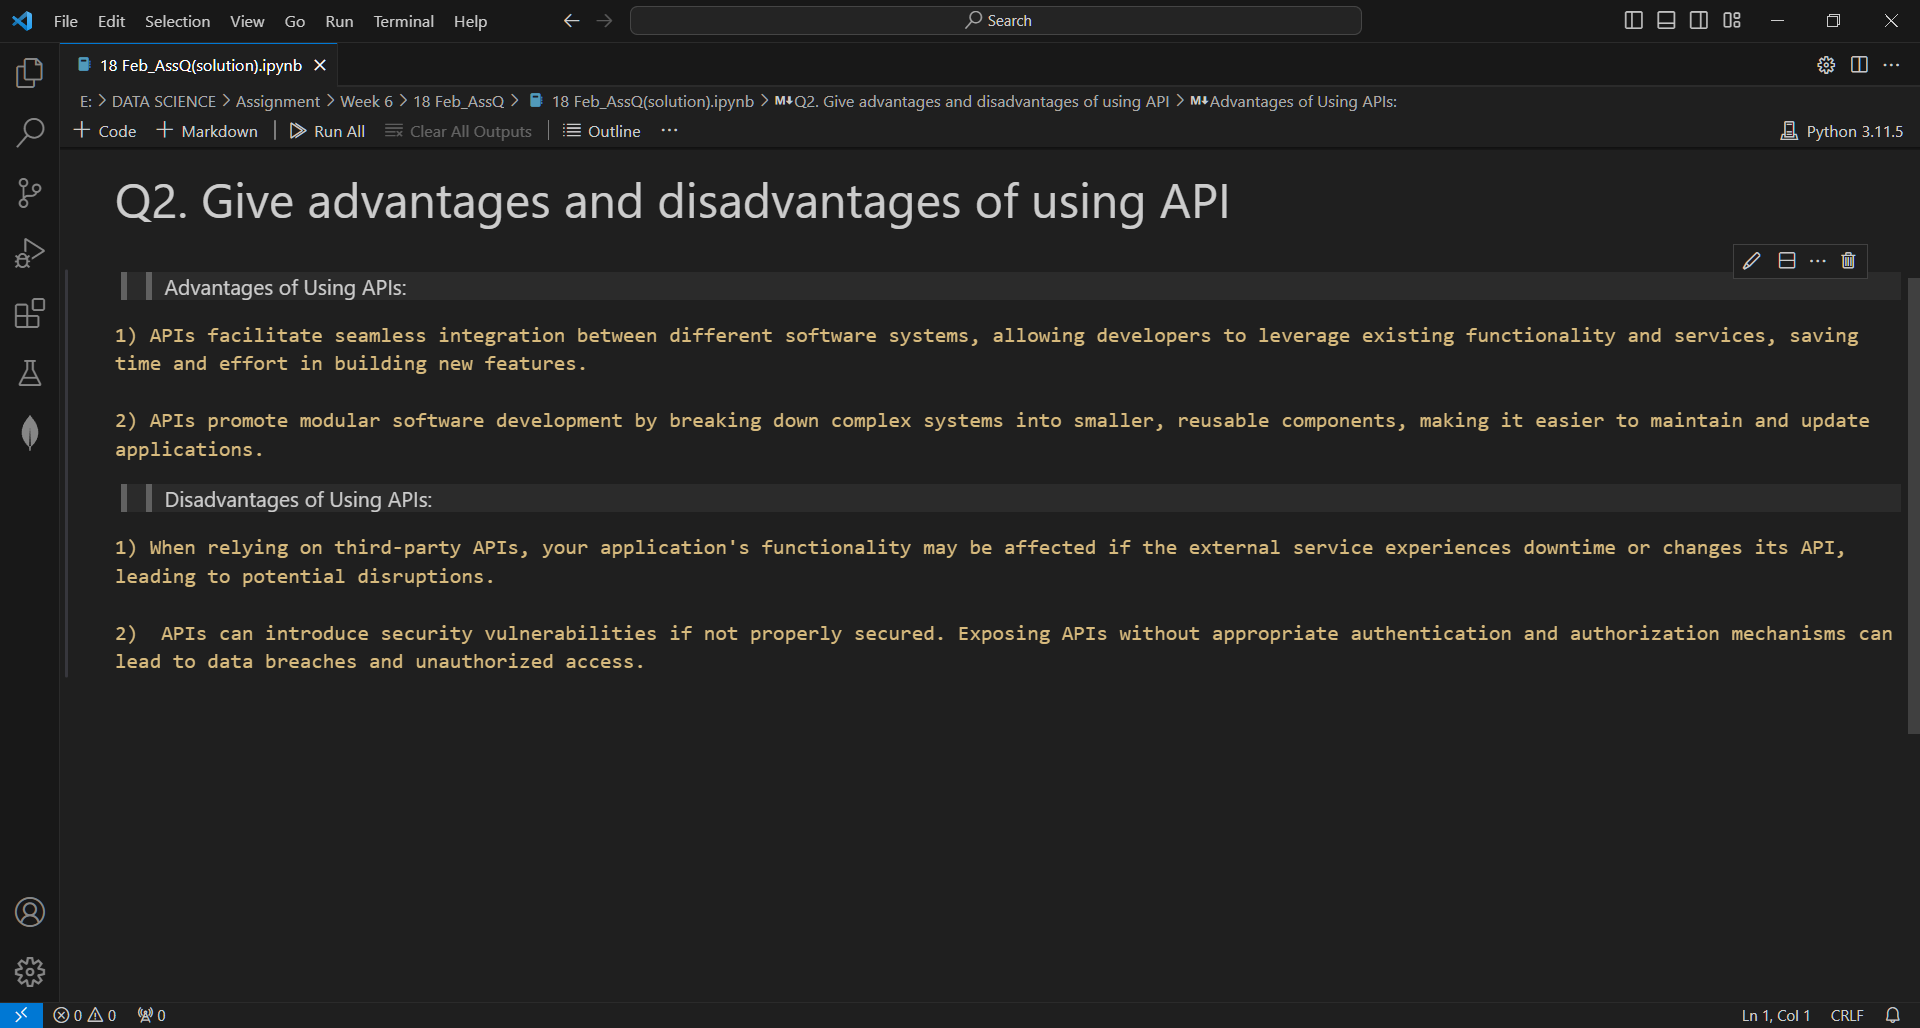 File Edit Selection View Go Run Terminal Help
Search
18 Feb_AssQ(solution).ipynb
E: > DATA SCIENCE > Assignment > Week 6 > 18 Feb_AssQ > 18 Feb_AssQ(solution).ipynb > M↓Q2. Give advantages and disadvantages of using API > M↓Advantages of Using APIs:
+ Code + Markdown | Run All Clear All Outputs | Outline ···
Python 3.11.5
Q2. Give advantages and disadvantages of using API
Advantages of Using APIs:
1) APIs facilitate seamless integration between different software systems, allowing developers to leverage existing functionality and services, saving
time and effort in building new features.
2) APIs promote modular software development by breaking down complex systems into smaller, reusable components, making it easier to maintain and update
applications.
Disadvantages of Using APIs:
1) When relying on third-party APIs, your application's functionality may be affected if the external service experiences downtime or changes its API,
leading to potential disruptions.
2)  APIs can introduce security vulnerabilities if not properly secured. Exposing APIs without appropriate authentication and authorization mechanisms can
lead to data breaches and unauthorized access.
0 0 0
Ln 1, Col 1 CRLF